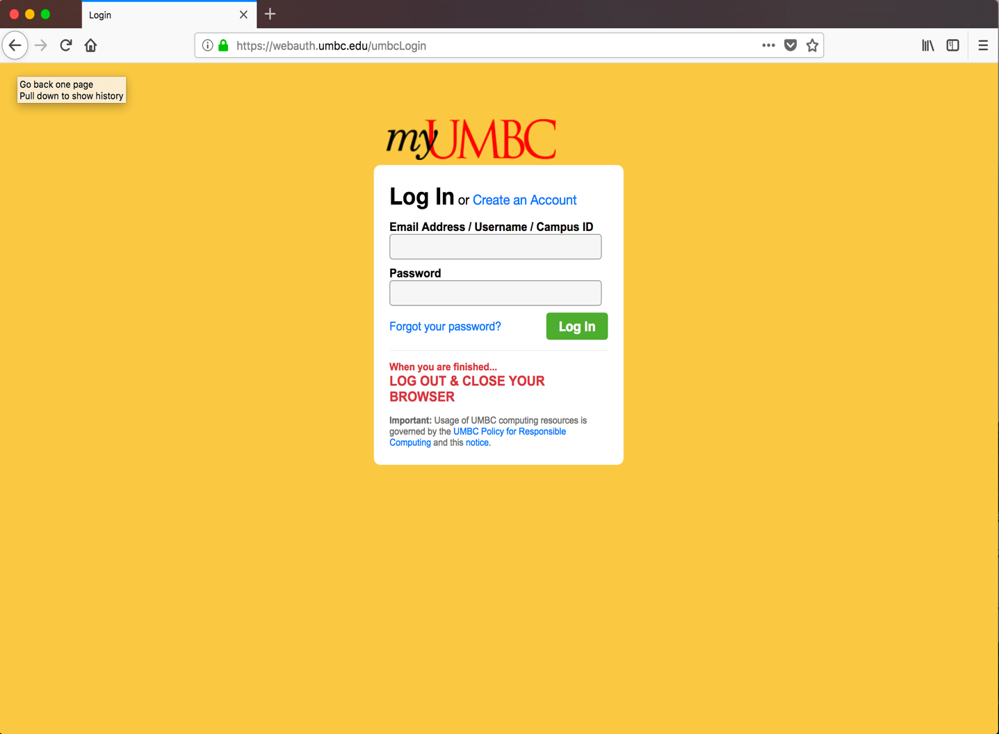 Login
https://webauth.umbc.edu/umbcLogin
Go back one page
Pull down to show history
myUMBC
Log In or Create an Account
Email Address / Username / Campus ID
Password
Forgot your password?
Log In
When you are finished...
LOG OUT & CLOSE YOUR
BROWSER
Important: Usage of UMBC computing resources is
governed by the UMBC Policy for Responsible
Computing and this notice.